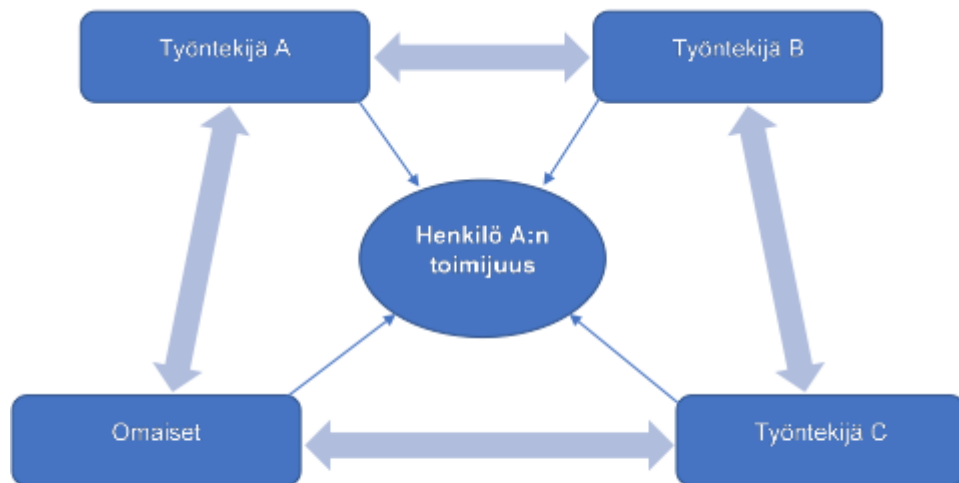 Työntekijä A
Työntekijä B
Henkilö A:n
toimijuus
Omaiset
Työntekijä C